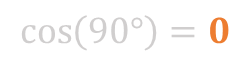 cos(90°) = 0